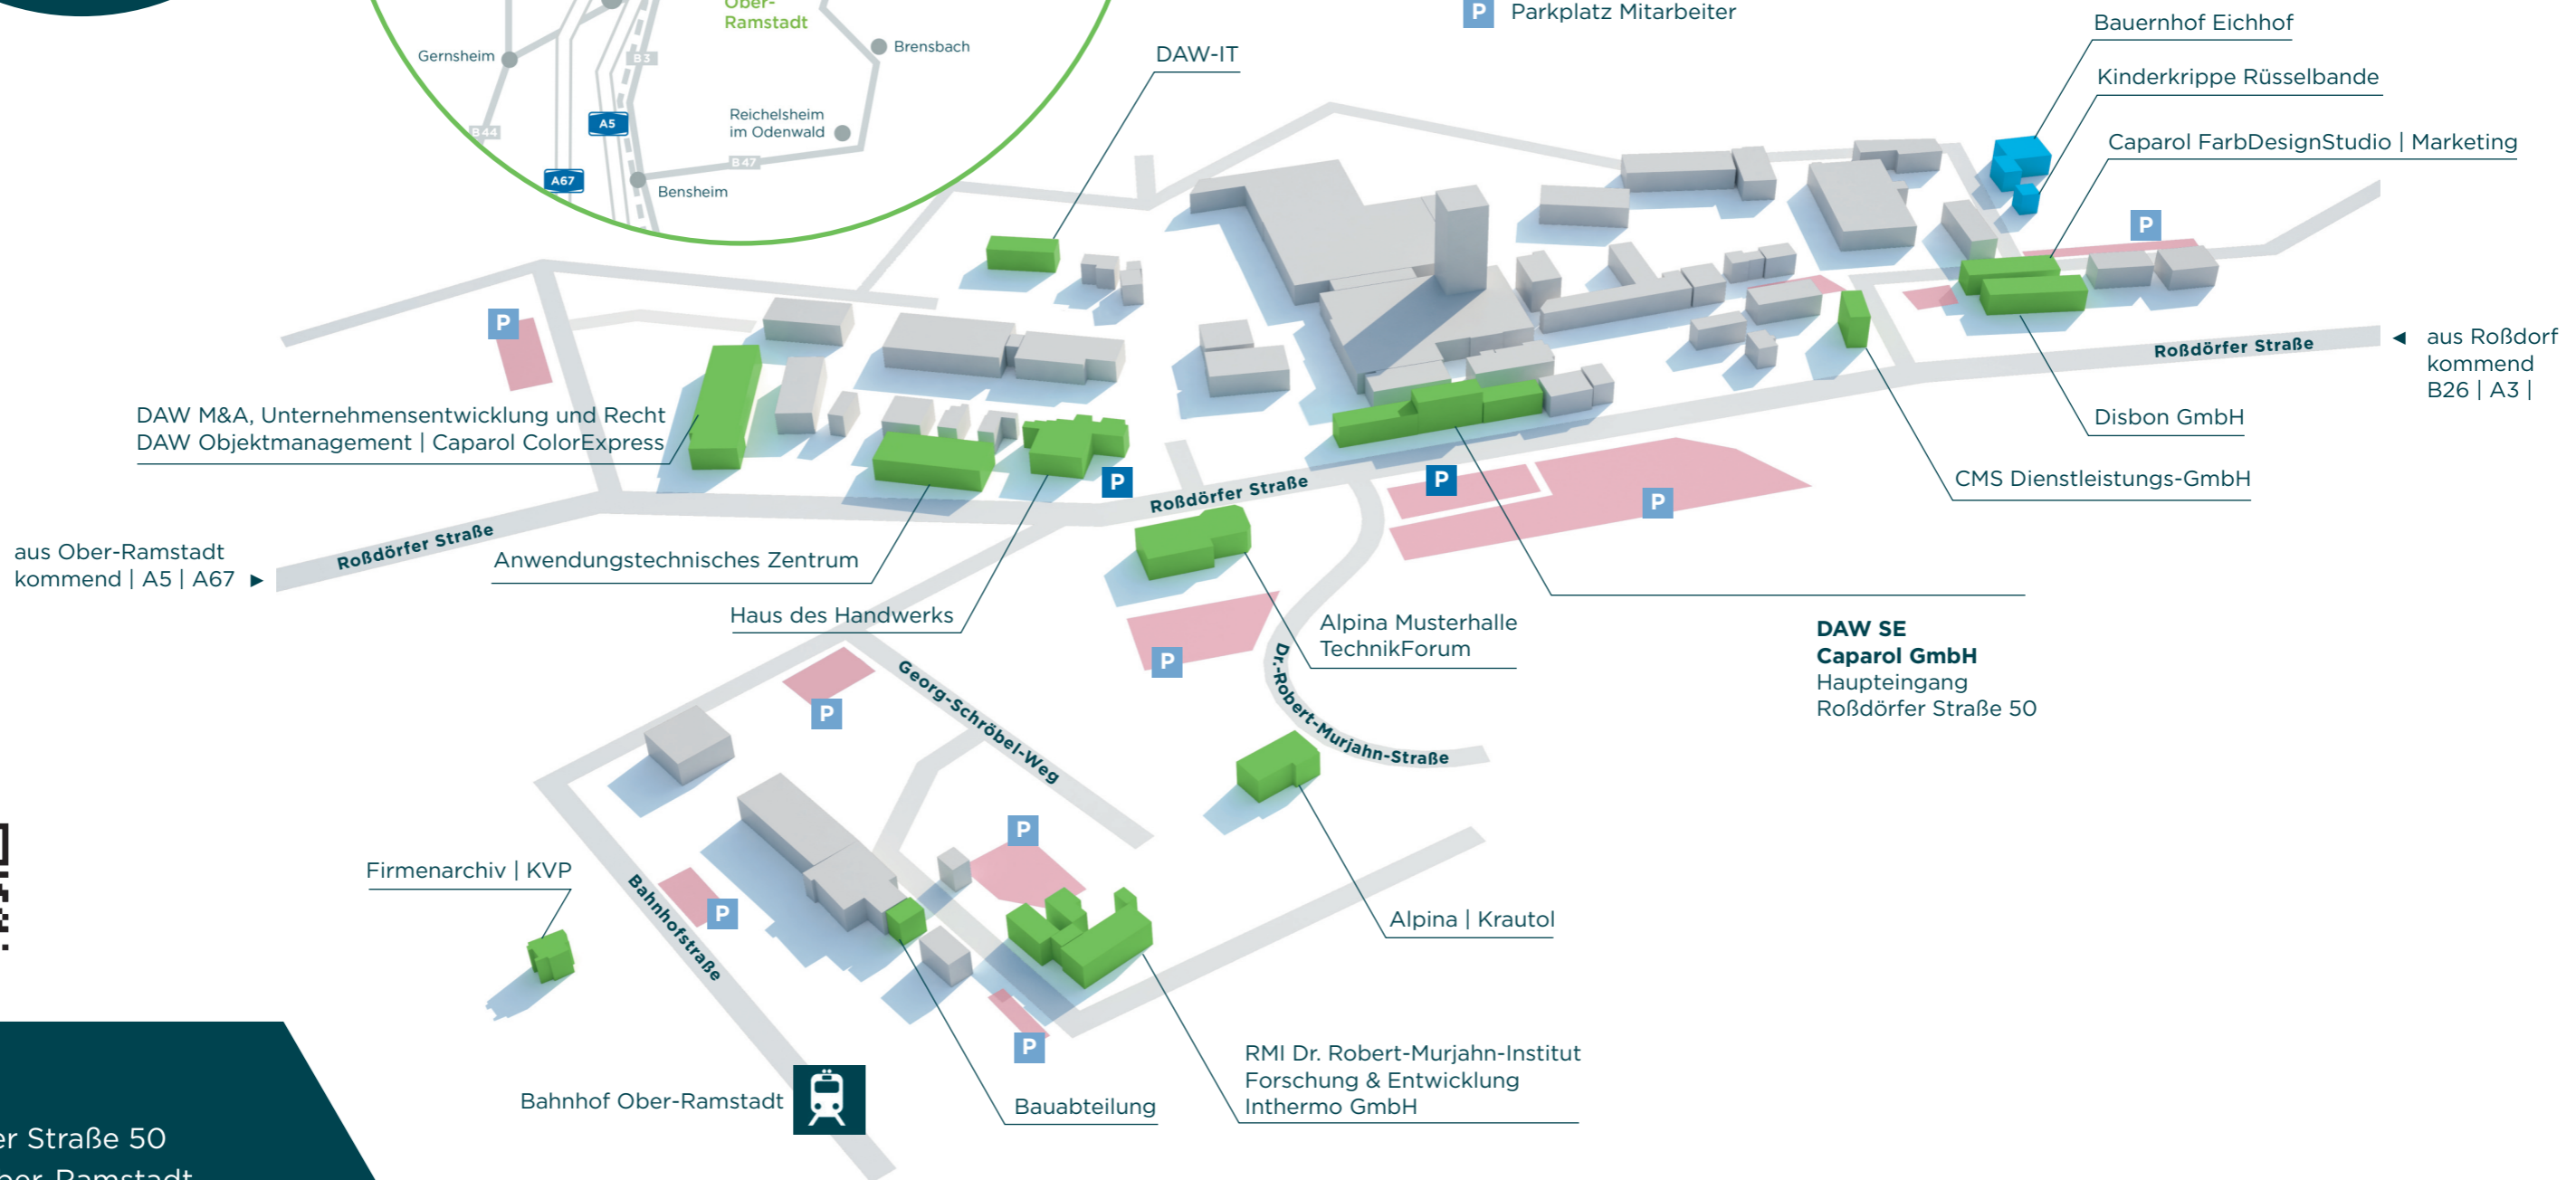 Ober-
Ramstadt
P Parkplatz Mitarbeiter
Bauernhof Eichhof
Gernsheim
B3
Brensbach
DAW-IT
Kinderkrippe Rüsselbande
A5
Reichelsheim
im Odenwald
B44
Caparol FarbDesignStudio | Marketing
B47
A67
Bensheim
P
P
aus Roßdorf
kommend
B26 | A3 |
Roßdörfer Straße
DAW M&A, Unternehmensentwicklung und Recht
DAW Objektmanagement | Caparol ColorExpress
Disbon GmbH
CMS Dienstleistungs-GmbH
P
P
P
Roßdörfer Straße
aus Ober-Ramstadt
kommend | A5 | A67
Roßdörfer Straße
Anwendungstechnisches Zentrum
Haus des Handwerks
Alpina Musterhalle
TechnikForum
DAW SE
Caparol GmbH
Haupteingang
Roßdörfer Straße 50
P
P
Georg-Schröbel-Weg
Dr.-Robert-Murjahn-Straße
P
Firmenarchiv | KVP
P
Bahnhofstraße
Alpina | Krautol
P
RMI Dr. Robert-Murjahn-Institut
Forschung & Entwicklung
Inthermo GmbH
Bahnhof Ober-Ramstadt
Bauabteilung
er Straße 50
ber-Ramstadt